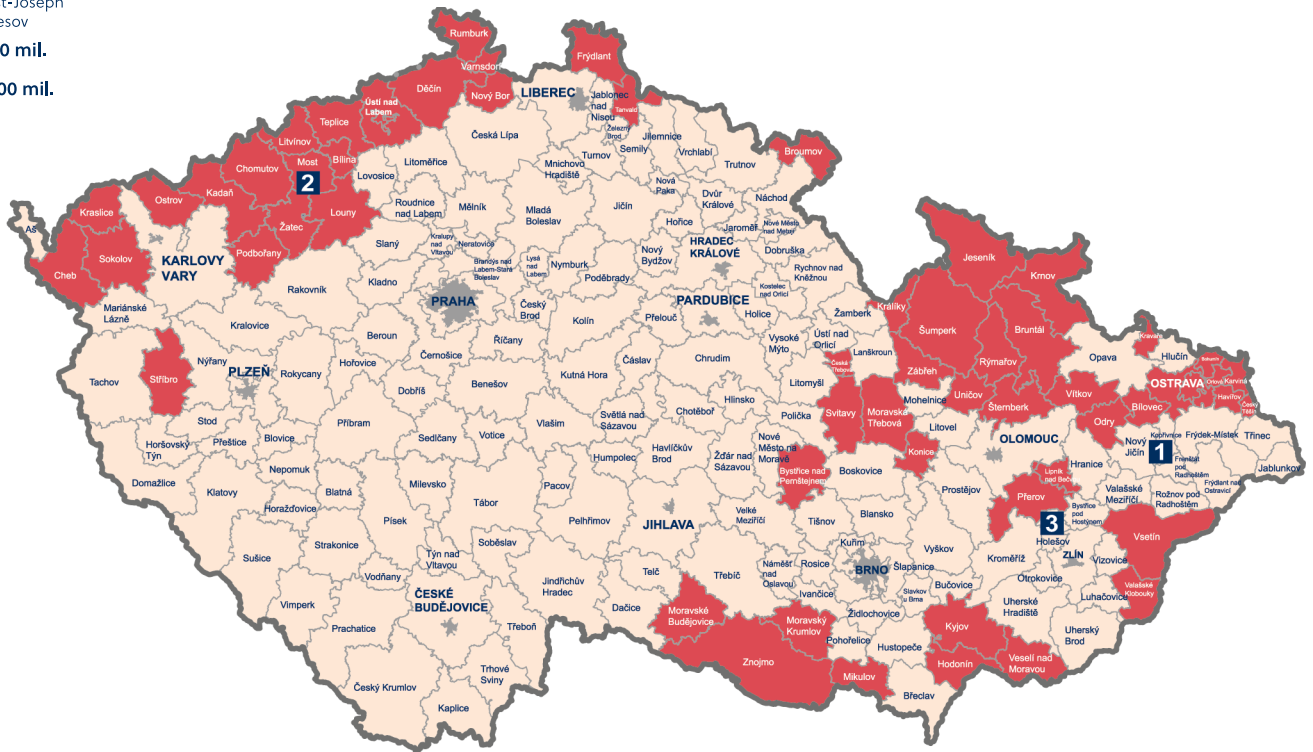 st-Joseph
esov
0 mil.
00 mil.
Rumburk
Varnsdorf
Nový Bor
Děčín
Ústí nad
Labem
Teplice
Litvínov
Bílina
Most
2
Chomutov
Kadaň
Ostrov
Kraslice
Aš
Cheb
Sokolov
Louny
Žatec
Podbořany
KARLOVY
VARY
Mariánské
Lázně
Frýdlant
LIBEREC
Jablonec
nad
Nisou
Tanvald
Železný
Brod
Jilemnice
Semily
Turnov
Vrchlabí
Trutnov
Broumov
Česká Lípa
Mnichovo
Hradiště
Litoměřice
Lovosice
Roudnice
nad Labem
Mělník
Mladá
Boleslav
Jičín
Nová
Paka
Dvůr
Králové
Náchod
Hořice
Jaroměř
Nové Město
nad Metují
Dobruška
HRADEC
KRÁLOVÉ
Nový
Bydžov
Rychnov nad
Kněžnou
Kostelec
nad Orlicí
Slaný
Kralupy
nad
Vltavou
Neratovice
Brandýs nad
Labem-Stará
Boleslav
Lysá
nad
Labem
Nymburk
Poděbrady
Rakovník
Kladno
PRAHA
Český
Brod
Kolín
PARDUBICE
Přelouč
Holice
Žamberk
Králíky
Vysoké
Mýto
Ústí nad
Orlicí
Lanškroun
Česká
Třebová
Kralovice
Beroun
Říčany
Černošice
Hořovice
Dobříš
Benešov
Kutná Hora
Čáslav
Chrudim
Litomyšl
Hlinsko
Polička
Svitavy
Moravská
Třebová
Jeseník
Krnov
Šumperk
Bruntál
Rýmařov
Zábřeh
Uničov
Šternberk
Mohelnice
Litovel
Konice
Opava
Kravaře
Hlučín
Bohumín
OSTRAVA
Orlová
Karviná
Havířov
Český
Těšín
Vítkov
Bílovec
Odry
Tachov
Stříbro
Nýřany
PLZEŇ
Rokycany
Stod
Přeštice
Blovice
Horšovský
Týn
Domažlice
Nepomuk
Klatovy
Horažďovice
Blatná
Sušice
Příbram
Sedlčany
Votice
Vlašim
Světlá nad
Sázavou
Chotěboř
Humpolec
Havlíčkův
Brod
Žďár nad
Sázavou
Nové
Město na
Moravě
Bystřice nad
Pernštejnem
Boskovice
Milevsko
Tábor
Pacov
Pelhřimov
JIHLAVA
Velké
Meziříčí
Písek
Strakonice
Týn nad
Vltavou
Soběslav
Vodňany
Vimperk
Prachatice
ČESKÉ
BUDĚJOVICE
Jindřichův
Hradec
Třeboň
Trhové
Sviny
Český Krumlov
Kaplice
Telč
Dačice
Třebíč
Moravské
Budějovice
Znojmo
Moravský
Krumlov
Mikulov
Náměšť
nad
Oslavou
Rosice
Ivančice
Tišnov
Kuřim
Blansko
BRNO
Šlapanice
Vyškov
Slavkov
u Brna
Bučovice
Židlochovice
Pohořelice
Hustopeče
Břeclav
Hodonín
Kyjov
Veselí nad
Moravou
Prostějov
OLOMOUC
Přerov
Lipník
nad Bečv
Hranice
3
Holešov
Bystřice
pod
Hostýnem
Kroměříž
ZLÍN
Otrokovice
Vizovice
Uherské
Hradiště
Luhačovice
Uherský
Brod
Valašské
Klobouky
Vsetín
Valašské
Meziříčí
Rožnov pod
Radhoštěm
Nový
Jičín
Kopřivnice
1
Frenštát
pod
Radhoštěm
Frýdek-Místek
Frýdlant nad
Ostravicí
Třinec
Jablunkov